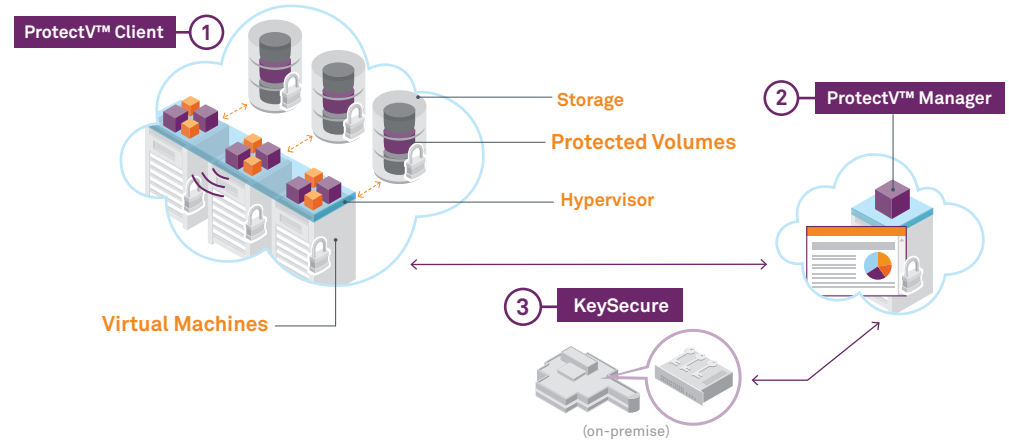 ProtectV™ Client
1
Storage
Protected Volumes
Hypervisor
Virtual Machines
2
ProtectV™ Manager
3
KeySecure
(on-premise)